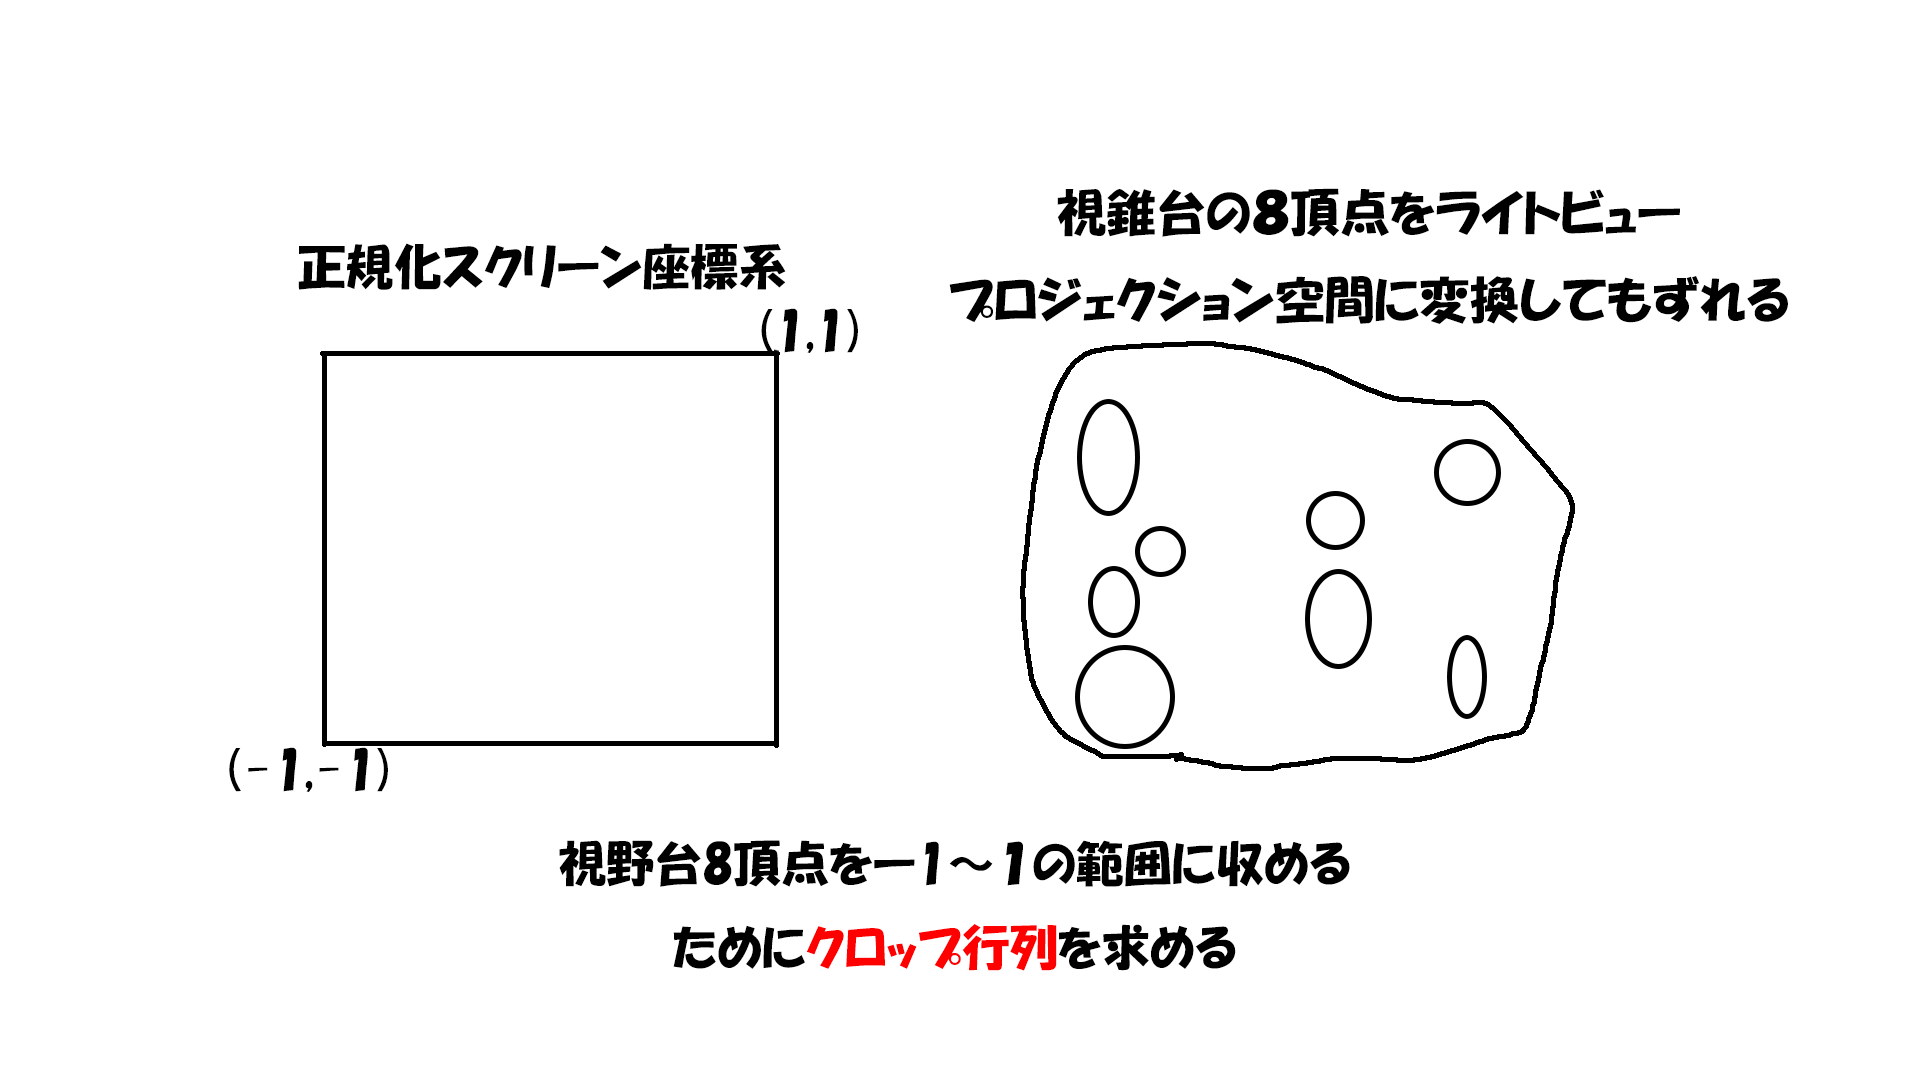 正規化スクリーン座標系
(1,1)
(-1,-1)
視錐台の8頂点をライトビュー
プロジェクション空間に変換してもずれる
視野台8頂点を－1～1の範囲に収める
ためにクロップ行列を求める